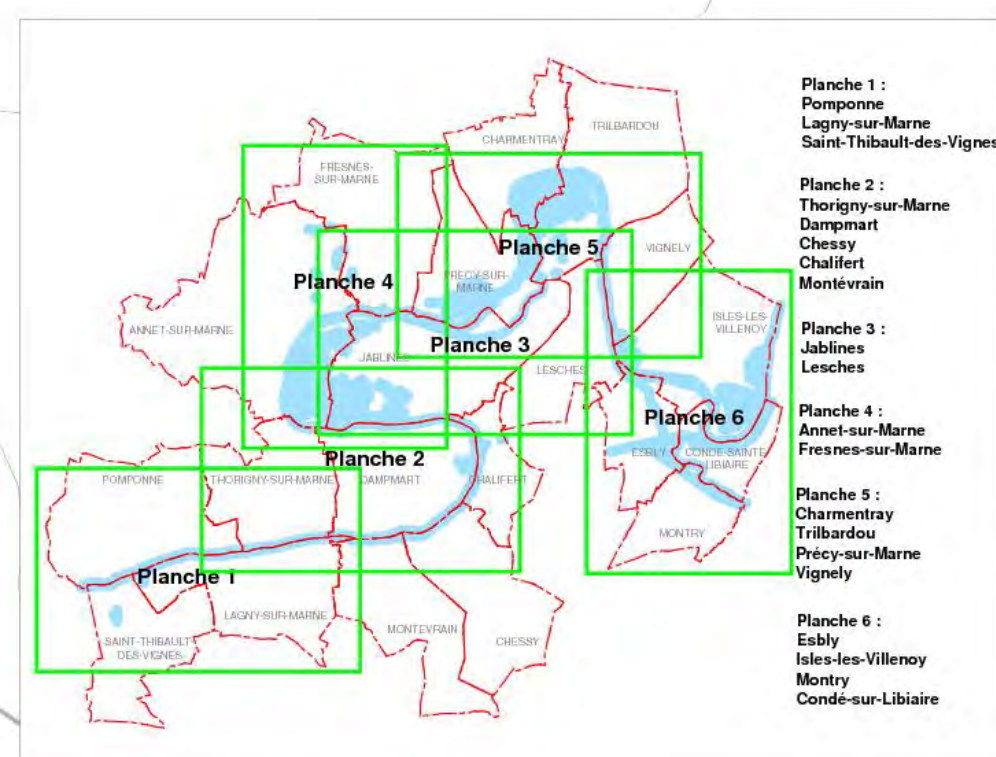 Planche 1 :
Pomponne
Lagny-sur-Marne
Saint-Thibault-des-Vignes
Planche 2 :
Thorigny-sur-Marne
Dampmart
Chessy
Chalifert
Montévrain
Planche 3 :
Jablines
Lesches
Planche 4 :
Annet-sur-Marne
Fresnes-sur-Marne
Planche 5 :
Charmentray
Trilbardou
Précy-sur-Marne
Vignely
Planche 6 :
Esbly
Isles-les-Villenoy
Montry
Condé-sur-Libiaire
TRILBARDOU
CHARMENTRAY
FRESNES-
SUR-MARNE
Planche 5
VIGNELY
Planche 4
PRECY-SUR-
MARNE
ISLES-LES-
VILLENOY
ANNET-SUR-MARNE
Planche 3
JABLINES
LESCHES
Planche 6
Planche 2
ESBLY
CONDE-SAINTE-
LIBIAIRE
POMPONNE
THORIGNY-SUR-MARNE
DAMPMART
CHALIFERT
MONTRY
Planche 1
LAGNY-SUR-MARNE
MONTEVRAIN
CHESSY
SAINT-THIBAULT-
DES-VIGNES